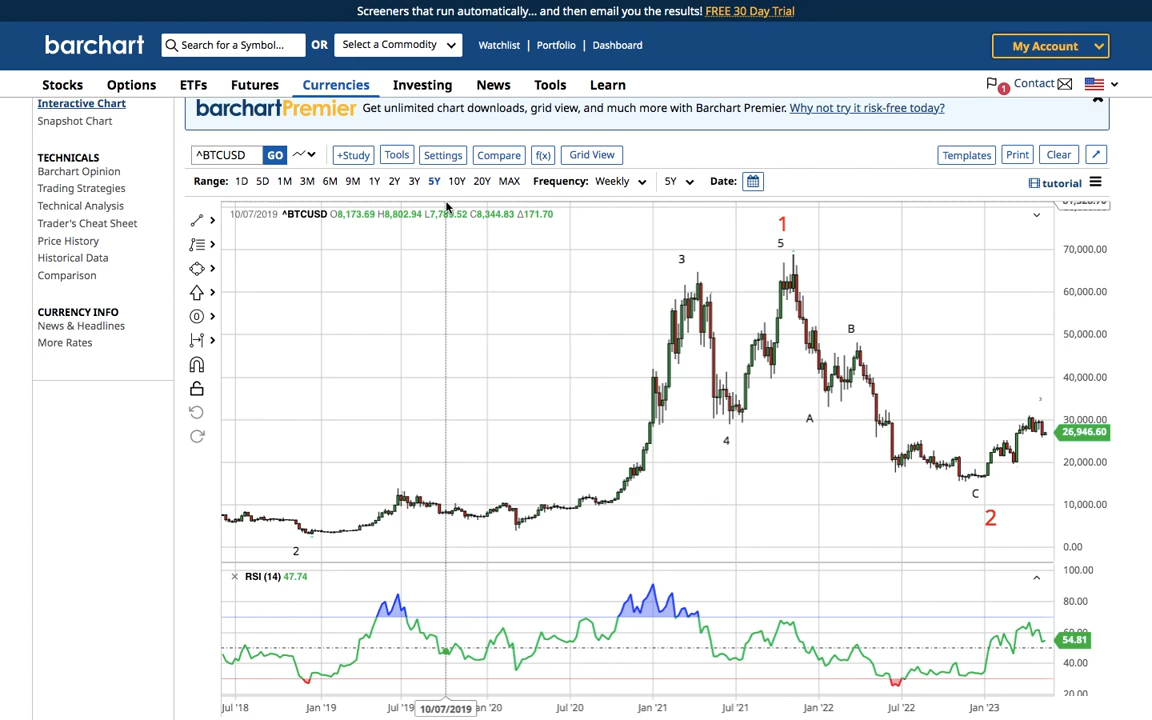 Screeners that run automatically... and then email you the results! FREE 30 Day Trial
barchart Search for a Symbol... OR Select a Commodity Watchlist | Portfolio | Dashboard My Account
Stocks Options ETFs Futures Currencies Investing News Tools Learn 1 Contact
Interactive Chart
Snapshot Chart
TECHNICALS
Barchart Opinion
Trading Strategies
Technical Analysis
Trader's Cheat Sheet
Price History
Historical Data
Comparison
CURRENCY INFO
News & Headlines
More Rates
barchart Premier Get unlimited chart downloads, grid view, and much more with Barchart Premier. Why not try it risk-free today?
^BTCUSD GO +Study Tools Settings Compare f(x) Grid View Templates Print Clear
Range: 1D 5D 1M 3M 6M 9M 1Y 2Y 3Y 5Y 10Y 20Y MAX Frequency: Weekly 5Y Date: tutorial
10/07/2019 ^BTCUSD O8,173.69 H8,802.94 L7,789.52 C8,344.83 Δ171.70
1
5
3
B
A
4
C
2
2
3
70,000.00
60,000.00
50,000.00
40,000.00
30,000.00
26,946.60
20,000.00
10,000.00
0.00
RSI (14) 47.74
100.00
80.00
60.00
54.81
40.00
20.00
Jul '18 Jan '19 Jul '19 10/07/2019 Jan '20 Jul '20 Jan '21 Jul '21 Jan '22 Jul '22 Jan '23